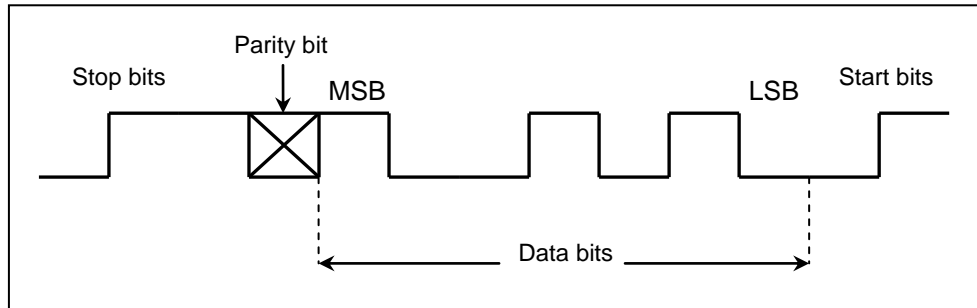 Parity bit
Stop bits
MSB
LSB
Start bits
Data bits